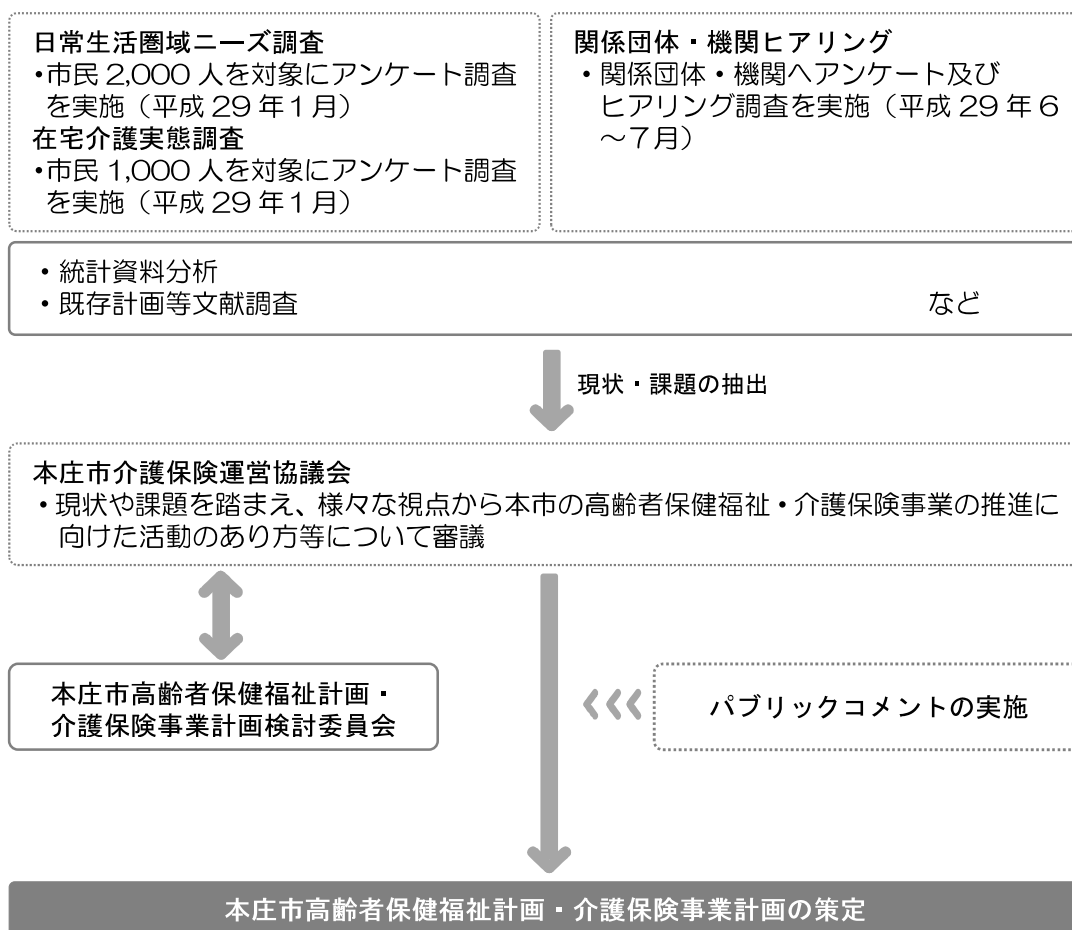 日常生活圏域ニーズ調査
・市民 2,000 人を対象にアンケート調査
を実施（平成 29 年１月）
在宅介護実態調査
・市民 1,000 人を対象にアンケート調査
を実施（平成 29 年１月）
関係団体・機関ヒアリング
・関係団体・機関へアンケート及び
ヒアリング調査を実施（平成 29 年６
～７月）
・統計資料分析
・既存計画等文献調査 など
現状・課題の抽出
本庄市介護保険運営協議会
・現状や課題を踏まえ、様々な視点から本市の高齢者保健福祉・介護保険事業の推進に
向けた活動のあり方等について審議
本庄市高齢者保健福祉計画・
介護保険事業計画検討委員会
パブリックコメントの実施
本庄市高齢者保健福祉計画・介護保険事業計画の策定